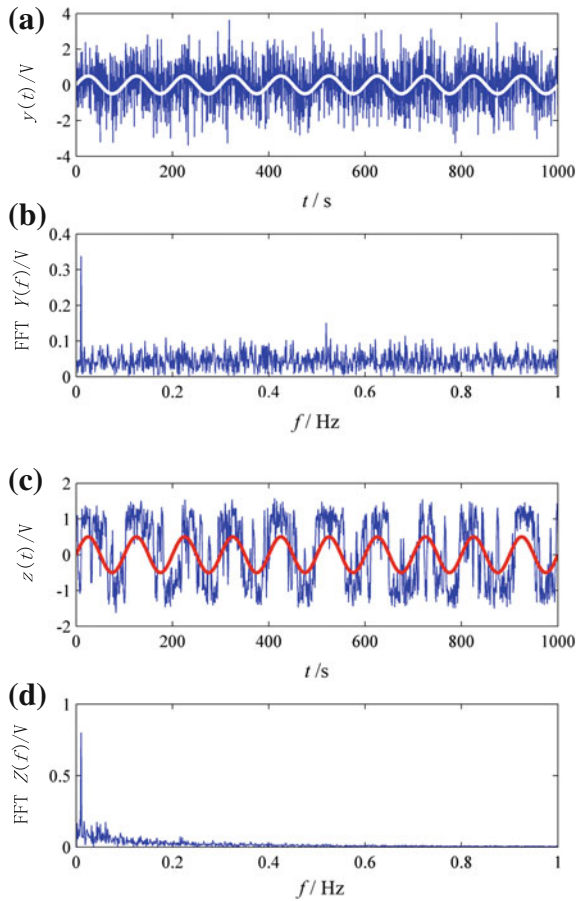 (a)
4
2
0
-2
-4
y(t)/V
0 200 400 600 800 1000
t / s
(b)
0.4
0.3
0.2
0.1
0
FFT Y(f)/V
0 0.2 0.4 0.6 0.8 1
f / Hz
(c)
2
1
0
-1
-2
z(t)/V
0 200 400 600 800 1000
t /s
(d)
1
0.5
0
FFT Z(f)/V
0 0.2 0.4 0.6 0.8 1
f / Hz